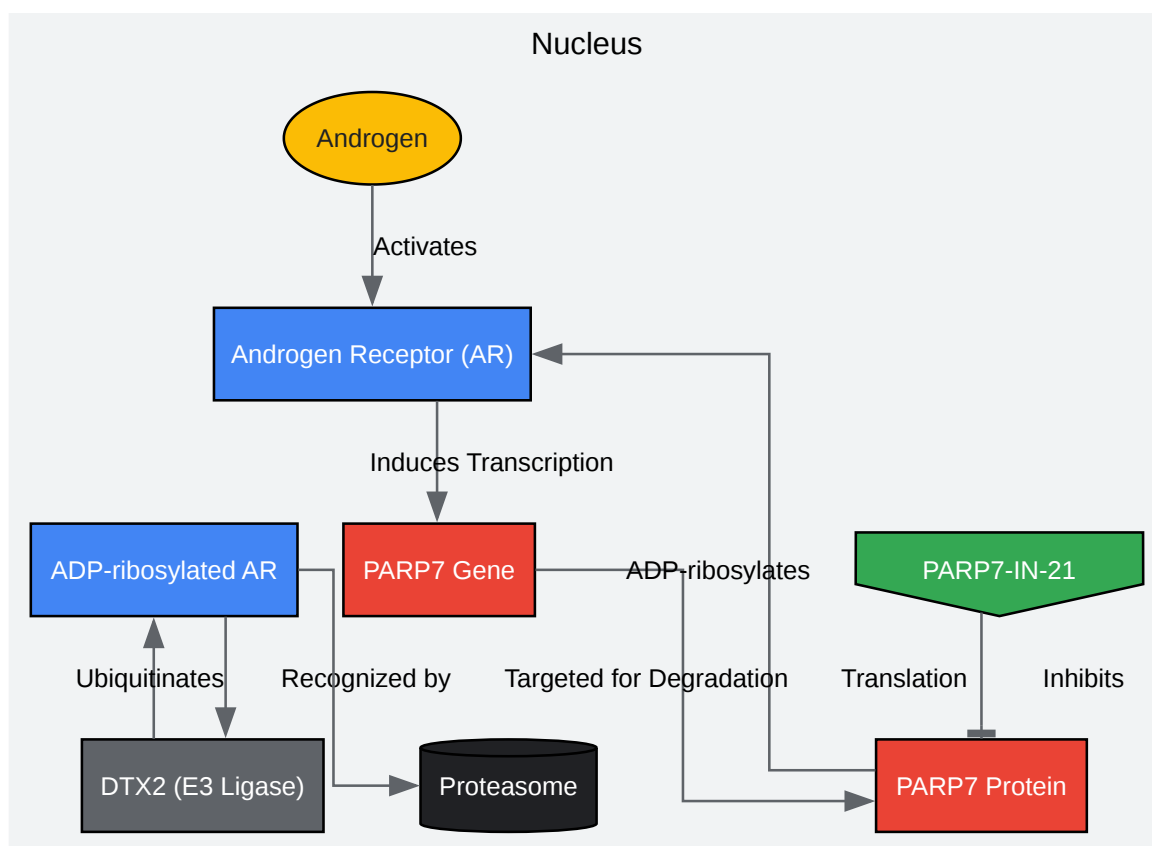 Nucleus
Androgen
Activates
Androgen Receptor (AR)
Induces Transcription
ADP-ribosylated AR
PARP7 Gene
ADP-ribosylates
PARP7-IN-21
Ubiquitinates
Recognized by
Targeted for Degradation
Translation
Inhibits
DTX2 (E3 Ligase)
Proteasome
PARP7 Protein